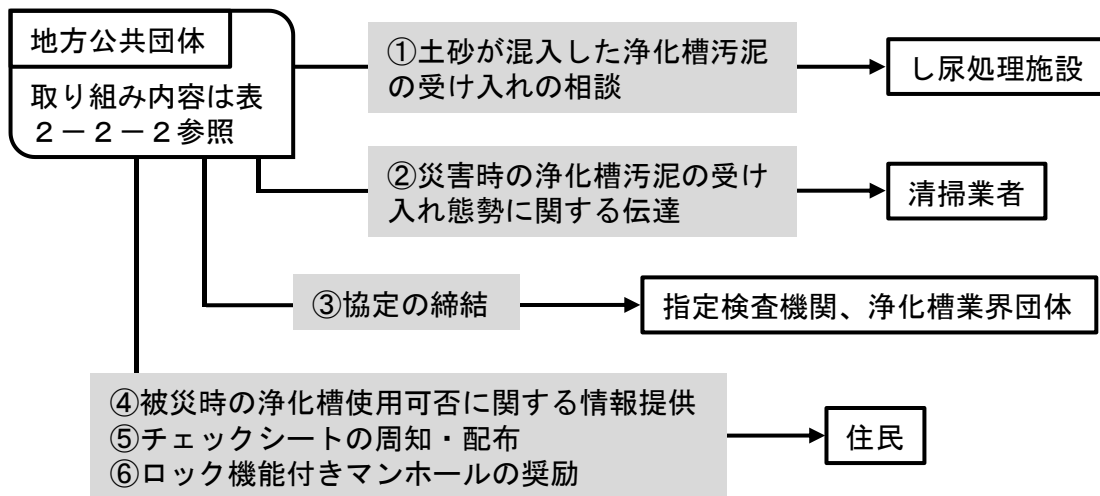 地方公共団体
取り組み内容は表
２－２－２参照
①土砂が混入した浄化槽汚泥
の受け入れの相談
し尿処理施設
②災害時の浄化槽汚泥の受け
入れ態勢に関する伝達
清掃業者
③協定の締結
指定検査機関、浄化槽業界団体
④被災時の浄化槽使用可否に関する情報提供
⑤チェックシートの周知・配布
⑥ロック機能付きマンホールの奨励
住民